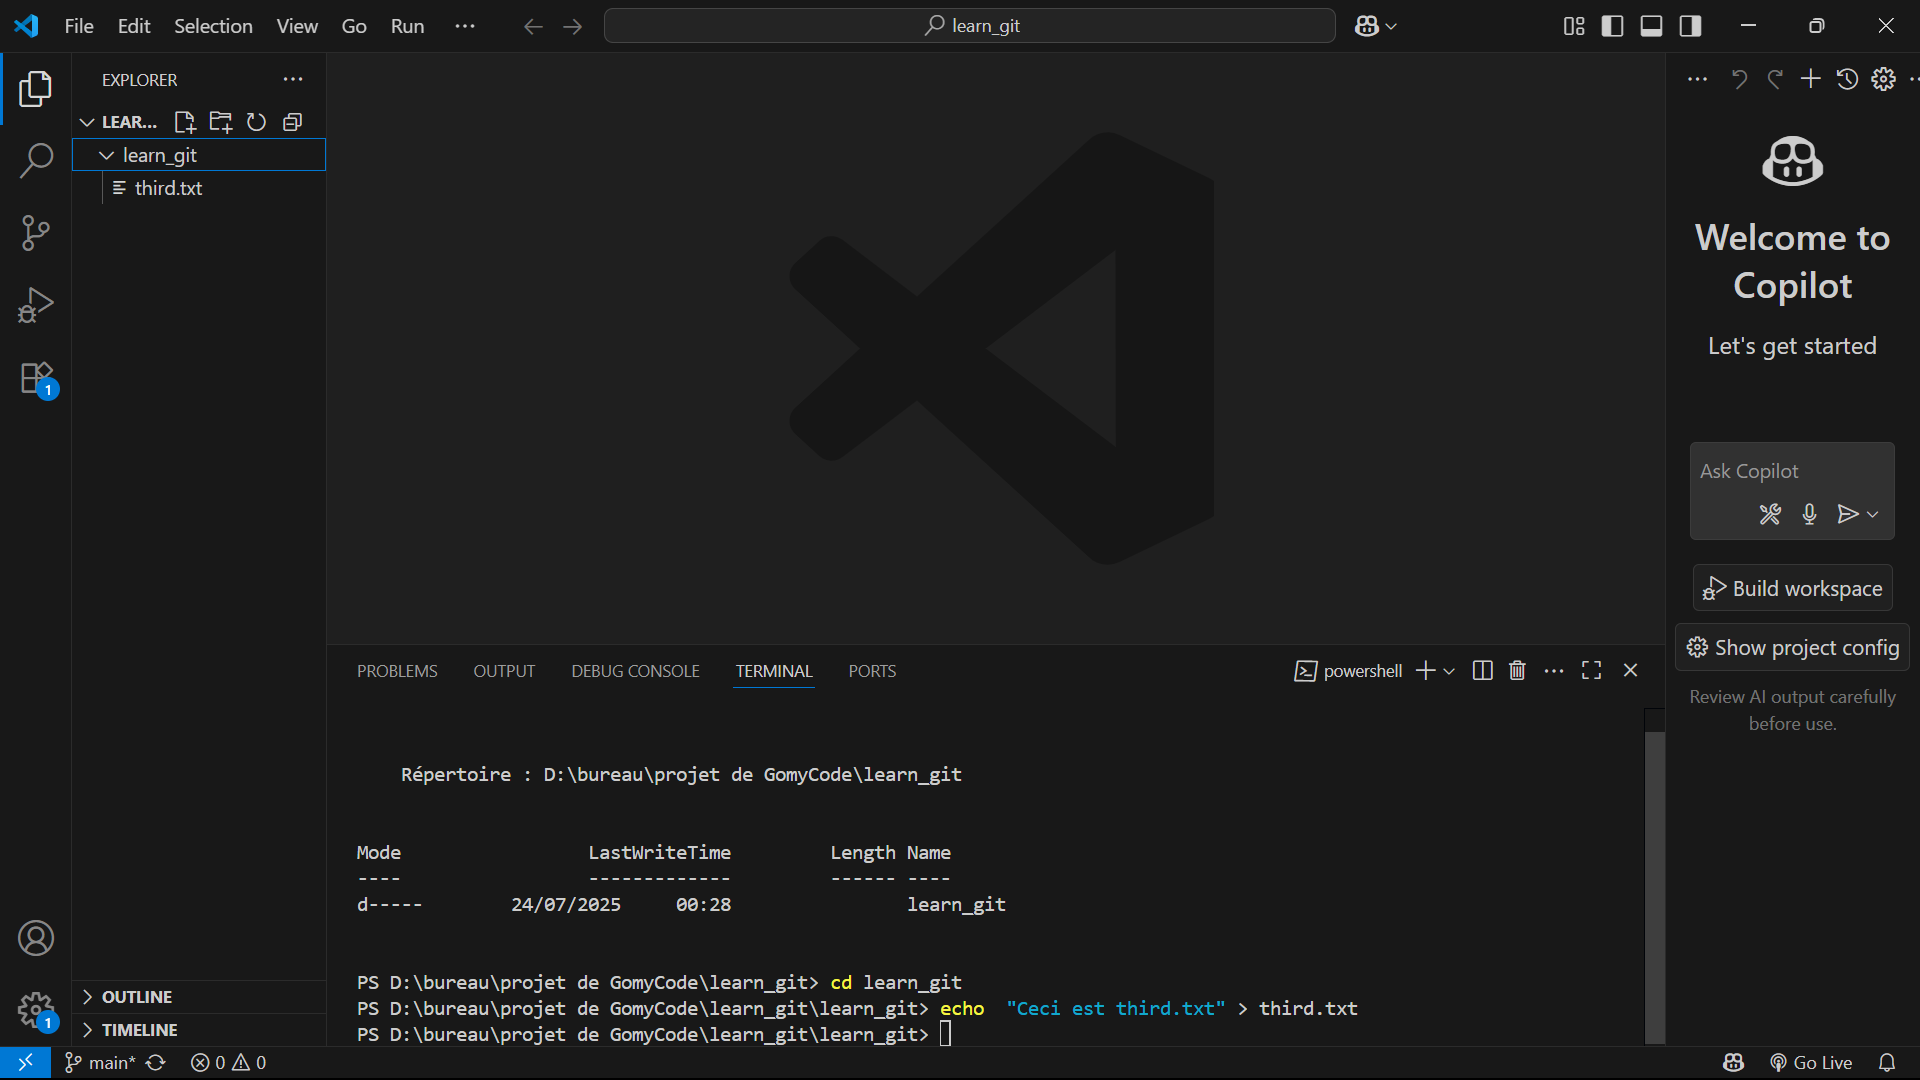 File Edit Selection View Go Run
learn_git
EXPLORER
LEAR...
learn_git
third.txt
1
Welcome to
Copilot
Let's get started
Ask Copilot
Build workspace
Show project config
Review AI output carefully
before use.
PROBLEMS OUTPUT DEBUG CONSOLE TERMINAL PORTS
powershell
Répertoire : D:\bureau\projet de GomyCode\learn_git
Mode LastWriteTime Length Name
---- ------------- ------ ----
d----- 24/07/2025 00:28 learn_git
PS D:\bureau\projet de GomyCode\learn_git> cd learn_git
PS D:\bureau\projet de GomyCode\learn_git\learn_git> echo  "Ceci est third.txt" > third.txt
PS D:\bureau\projet de GomyCode\learn_git\learn_git>
OUTLINE
1
TIMELINE
main* 0 0
Go Live